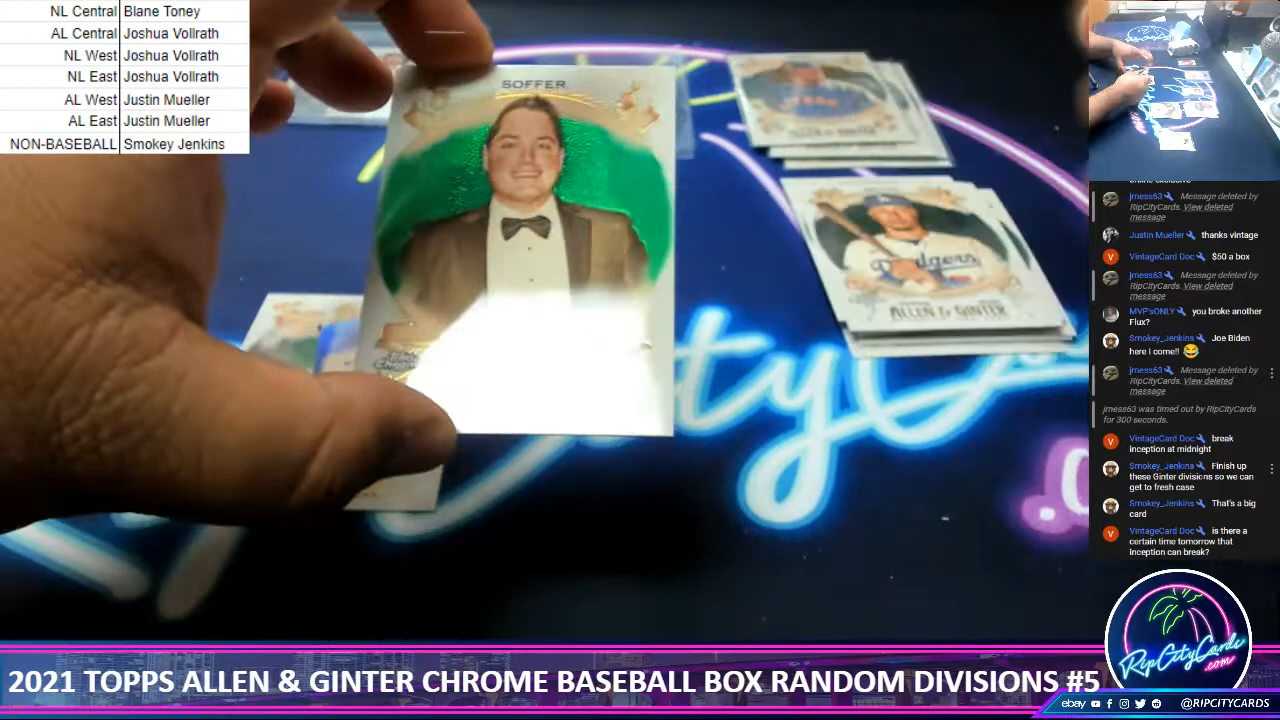 NL Central Blane Toney
AL Central Joshua Vollrath
NL West Joshua Vollrath
NL East Joshua Vollrath
AL West Justin Mueller
AL East Justin Mueller
NON-BASEBALL Smokey Jenkins
SOFFER
Dodgers
ALLEN & GINTER
jmess63 Message deleted by
RipCityCards. View deleted
message
Justin Mueller thanks vintage
V VintageCard Doc $50 a box
jmess63 Message deleted by
RipCityCards. View deleted
message
MVP'sONLY you broke another
Flux?
Smokey_Jenkins Joe Biden
here I come!! 😂
jmess63 Message deleted by
RipCityCards. View deleted
message
jmess63 was timed out by RipCityCards
for 300 seconds.
V VintageCard Doc break
inception at midnight
Smokey_Jenkins Finish up
these Ginter divisions so we can
get to fresh case
Smokey_Jenkins That's a big
card
V VintageCard Doc is there a
certain time tomorrow that
inception can break?
RipCityCards
.com
2021 TOPPS ALLEN & GINTER CHROME BASEBALL BOX RANDOM DIVISIONS #5
ebay @RIPCITYCARDS